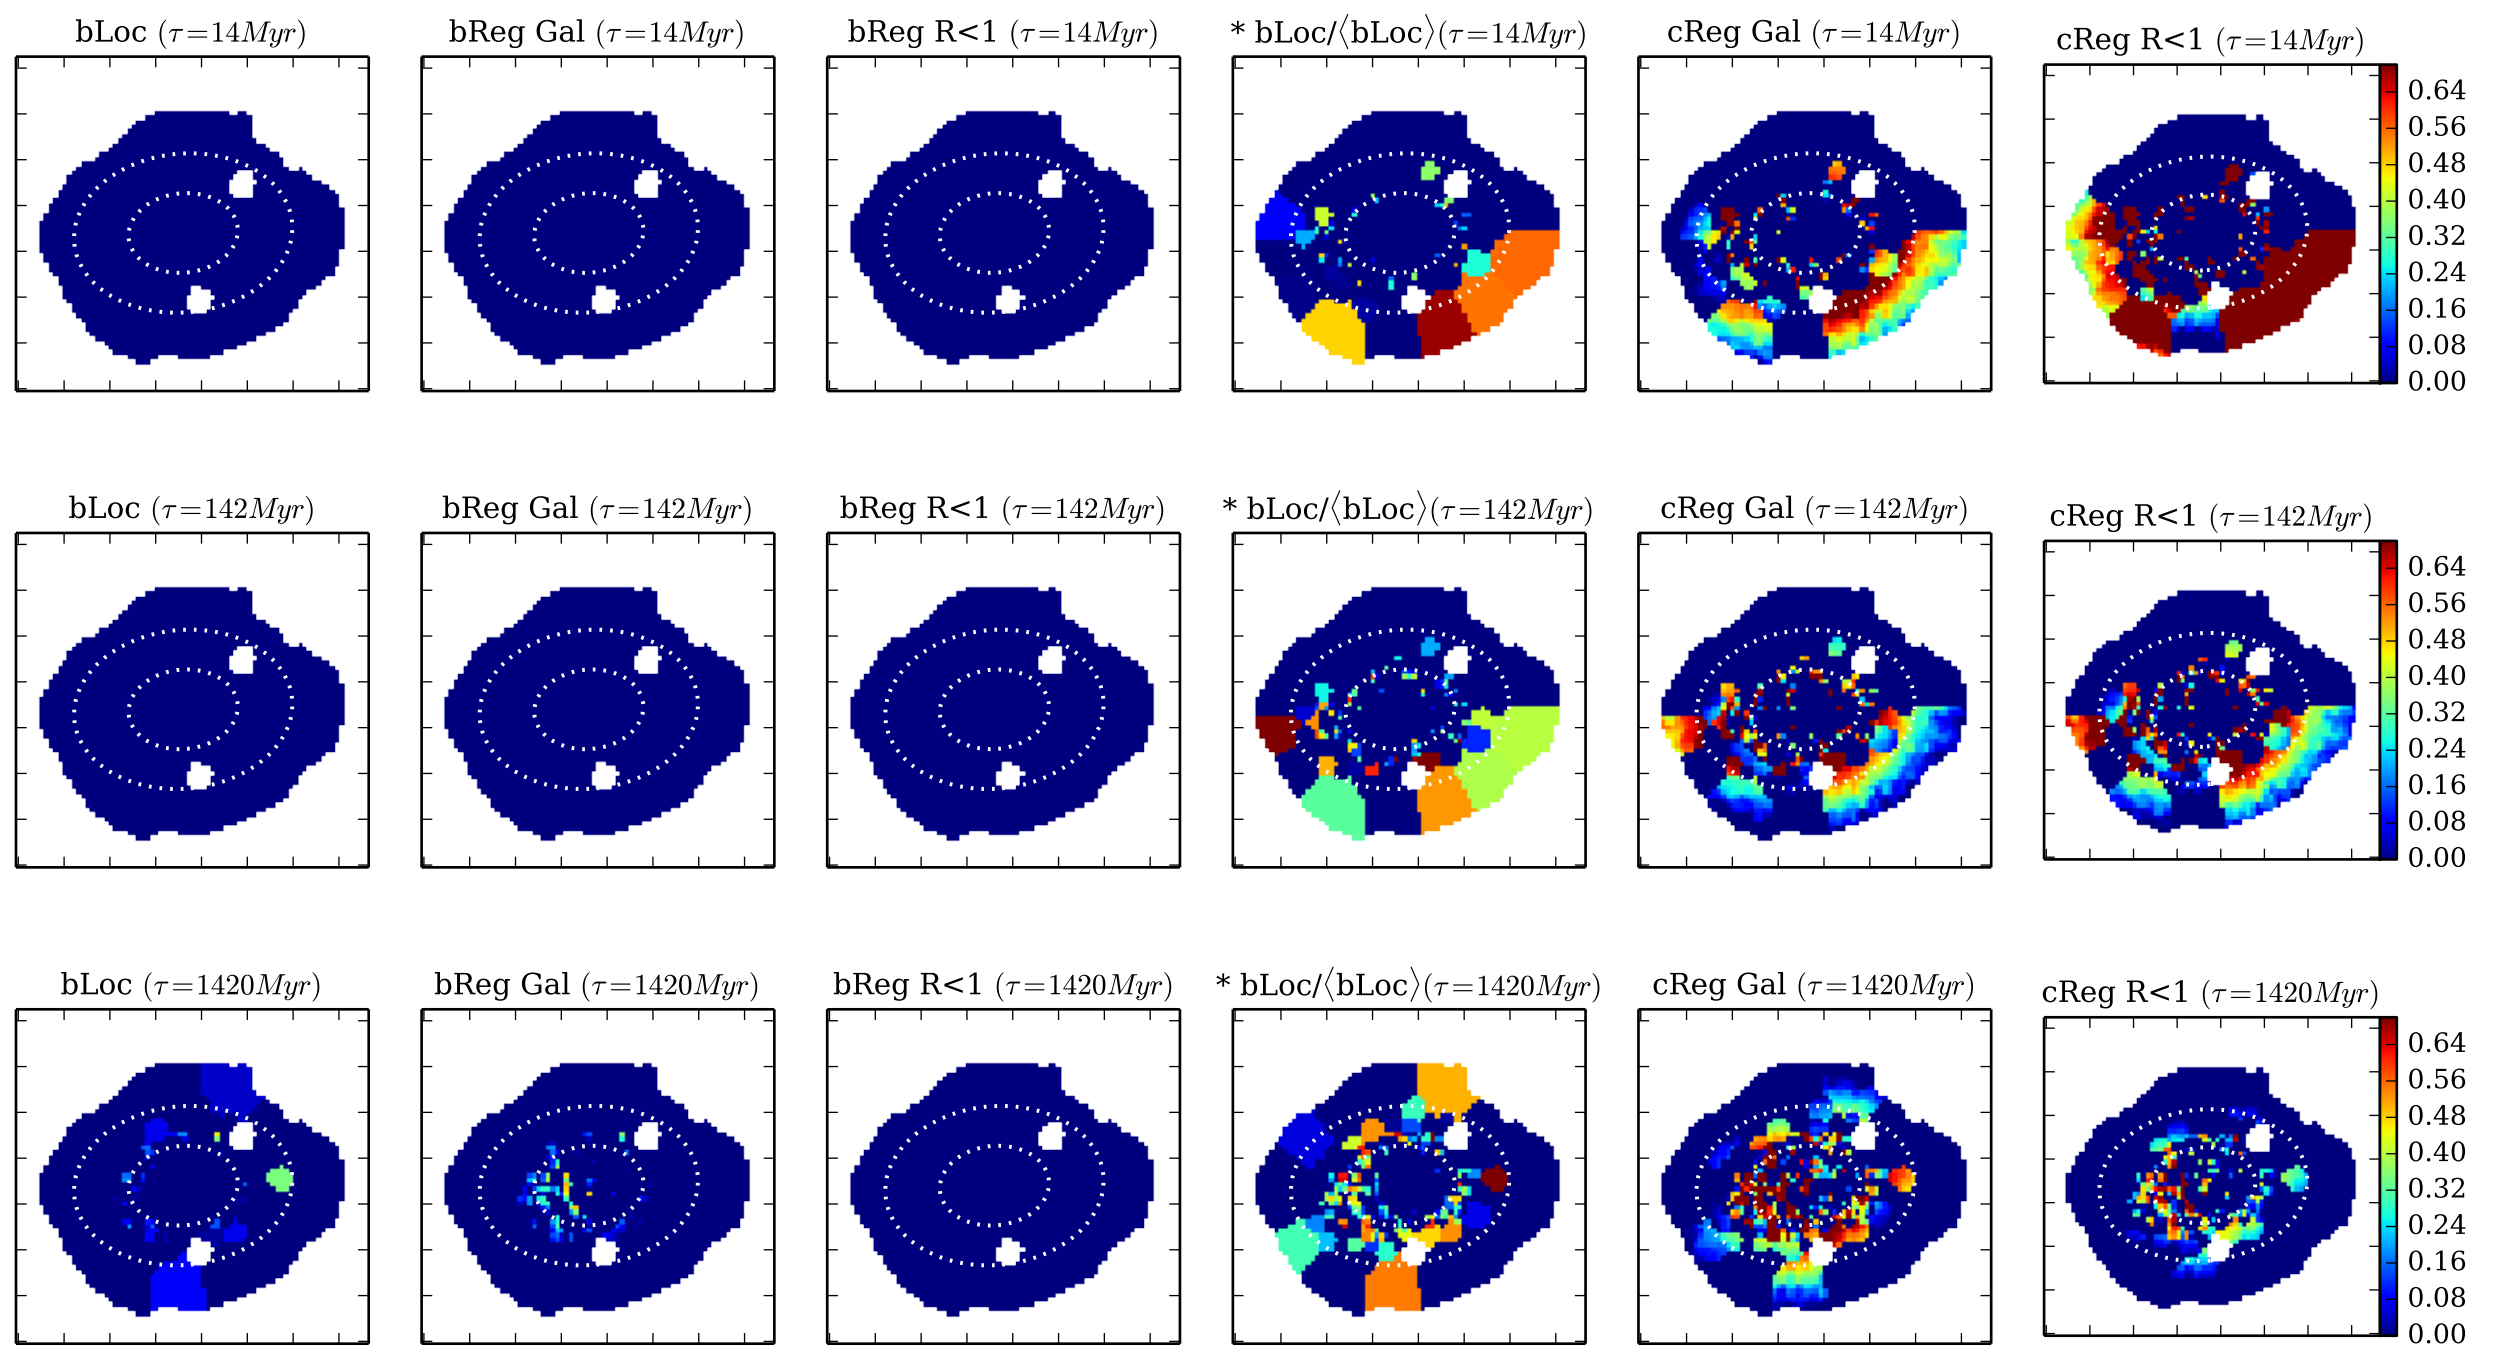 bLoc (τ=14Myr)
bReg Gal (τ=14Myr)
bReg R<1 (τ=14Myr)
* bLoc/⟨bLoc⟩(τ=14Myr)
cReg Gal (τ=14Myr)
cReg R<1 (τ=14Myr)
0.64
0.56
0.48
0.40
0.32
0.24
0.16
0.08
0.00
bLoc (τ=142Myr)
bReg Gal (τ=142Myr)
bReg R<1 (τ=142Myr)
* bLoc/⟨bLoc⟩(τ=142Myr)
cReg Gal (τ=142Myr)
cReg R<1 (τ=142Myr)
0.64
0.56
0.48
0.40
0.32
0.24
0.16
0.08
0.00
bLoc (τ=1420Myr)
bReg Gal (τ=1420Myr)
bReg R<1 (τ=1420Myr)
* bLoc/⟨bLoc⟩(τ=1420Myr)
cReg Gal (τ=1420Myr)
cReg R<1 (τ=1420Myr)
0.64
0.56
0.48
0.40
0.32
0.24
0.16
0.08
0.00